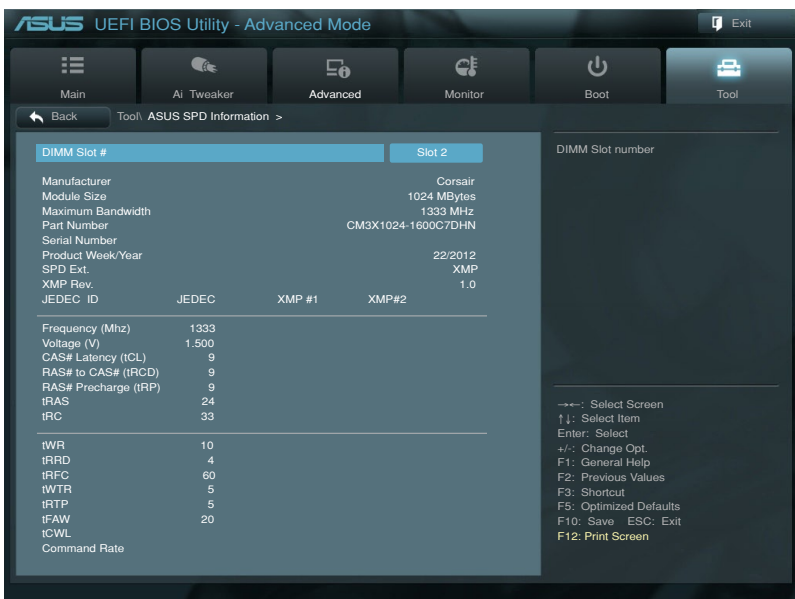 ASUS UEFI BIOS Utility - Advanced Mode
Exit
Main Ai Tweaker Advanced Monitor Boot Tool
Back Tool\ ASUS SPD Information >
DIMM Slot # Slot 2
Manufacturer Corsair
Module Size 1024 MBytes
Maximum Bandwidth 1333 MHz
Part Number CM3X1024-1600C7DHN
Serial Number
Product Week/Year 22/2012
SPD Ext. XMP
XMP Rev. 1.0
JEDEC ID JEDEC XMP #1 XMP#2
Frequency (Mhz) 1333
Voltage (V) 1.500
CAS# Latency (tCL) 9
RAS# to CAS# (tRCD) 9
RAS# Precharge (tRP) 9
tRAS 24
tRC 33
tWR 10
tRRD 4
tRFC 60
tWTR 5
tRTP 5
tFAW 20
tCWL
Command Rate
DIMM Slot number
→←: Select Screen
↑↓: Select Item
Enter: Select
+/-: Change Opt.
F1: General Help
F2: Previous Values
F3: Shortcut
F5: Optimized Defaults
F10: Save ESC: Exit
F12: Print Screen